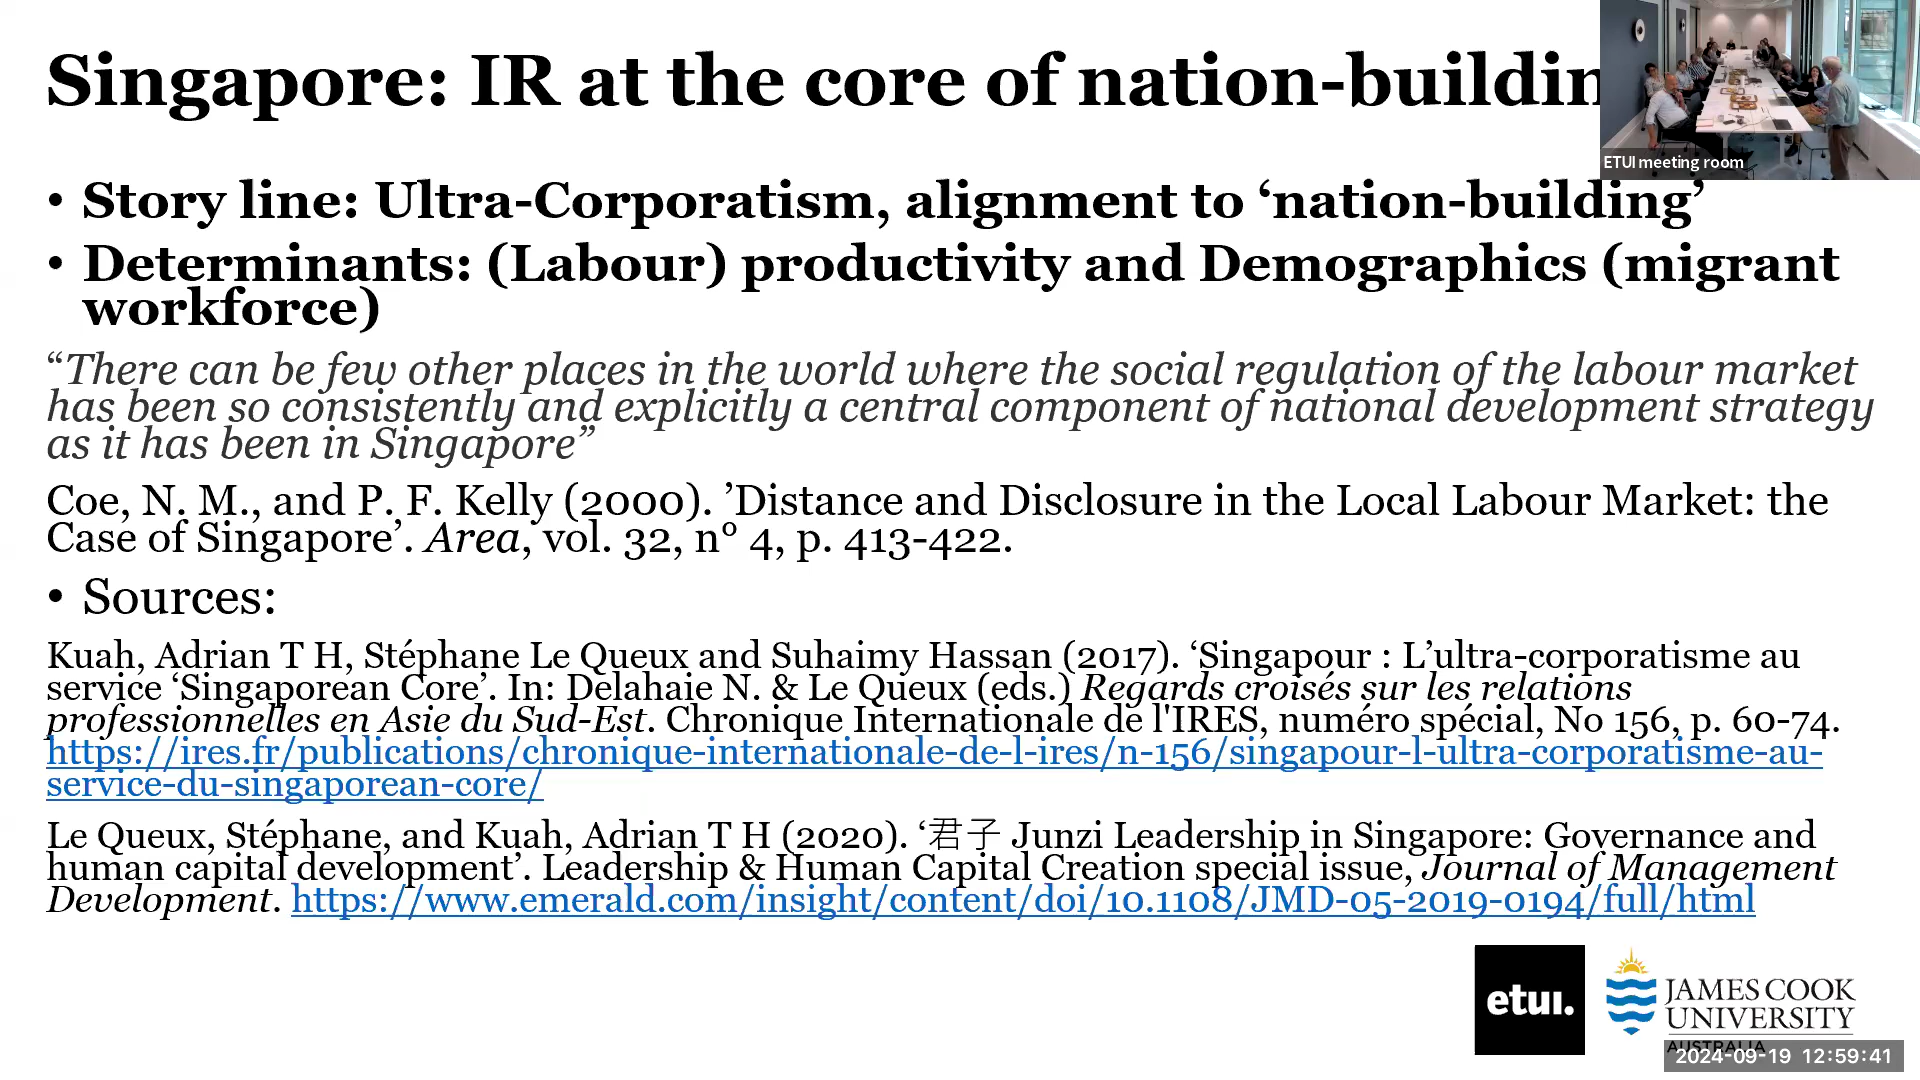 Singapore: IR at the core of nation-buildin
ETUI meeting room
• Story line: Ultra-Corporatism, alignment to ‘nation-building’
• Determinants: (Labour) productivity and Demographics (migrant
workforce)
“There can be few other places in the world where the social regulation of the labour market
has been so consistently and explicitly a central component of national development strategy
as it has been in Singapore”
Coe, N. M., and P. F. Kelly (2000). ’Distance and Disclosure in the Local Labour Market: the
Case of Singapore’. Area, vol. 32, n° 4, p. 413-422.
• Sources:
Kuah, Adrian T H, Stéphane Le Queux and Suhaimy Hassan (2017). ‘Singapour : L’ultra-corporatisme au
service ‘Singaporean Core’. In: Delahaie N. & Le Queux (eds.) Regards croisés sur les relations
professionnelles en Asie du Sud-Est. Chronique Internationale de l'IRES, numéro spécial, No 156, p. 60-74.
https://ires.fr/publications/chronique-internationale-de-l-ires/n-156/singapour-l-ultra-corporatisme-au-
service-du-singaporean-core/
Le Queux, Stéphane, and Kuah, Adrian T H (2020). ‘君子 Junzi Leadership in Singapore: Governance and
human capital development’. Leadership & Human Capital Creation special issue, Journal of Management
Development. https://www.emerald.com/insight/content/doi/10.1108/JMD-05-2019-0194/full/html
etui.
JAMES COOK
UNIVERSITY
AUSTRALIA
2024-09-19 12:59:41